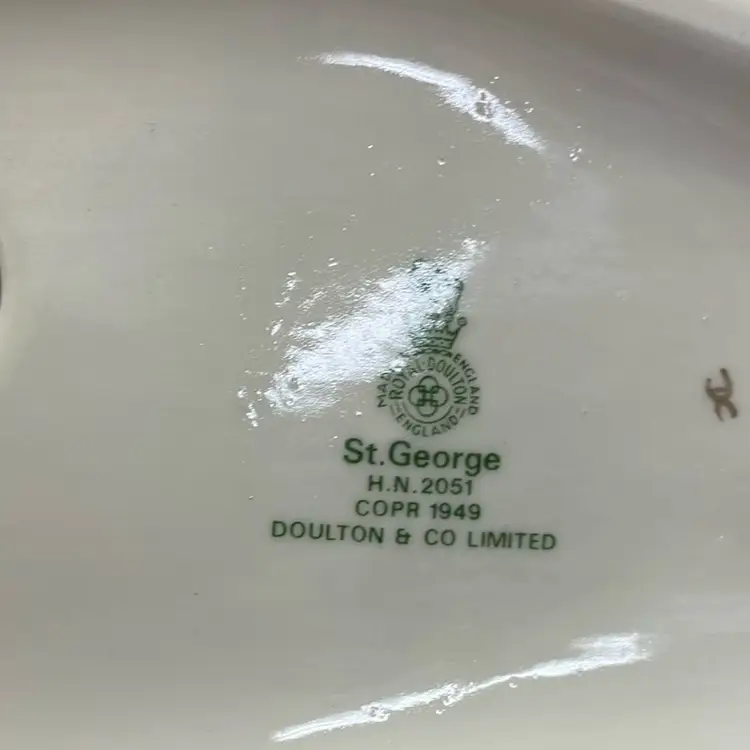 MADE IN ENGLAND
ROYAL·DOULTON
ENGLAND
St.George
H.N.2051
COPR 1949
DOULTON & CO LIMITED